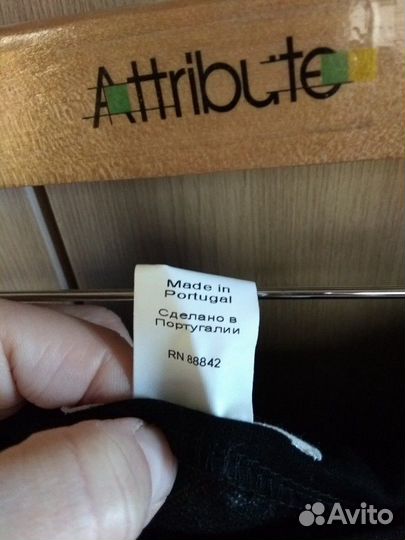 Attribute
Made in
Portugal
Сделано в
Португалии
RN 88842
Avito